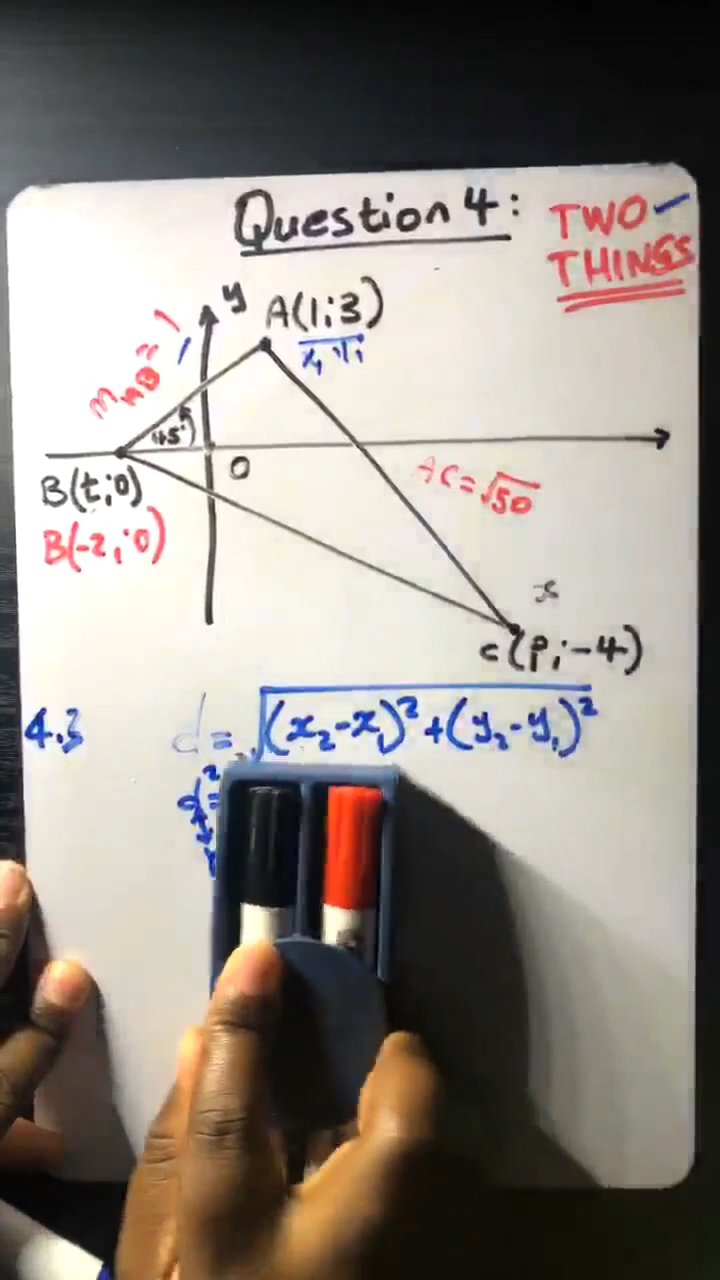 Question 4:
TWO
THINGS
y
A(1;3)
x₁ y₁
m_AB = 1
45°
O
B(t;0)
B(-2;0)
AC = √50
C(P;-4)
4.3
d = √(x₂-x₁)²+(y₂-y₁)²
d²=